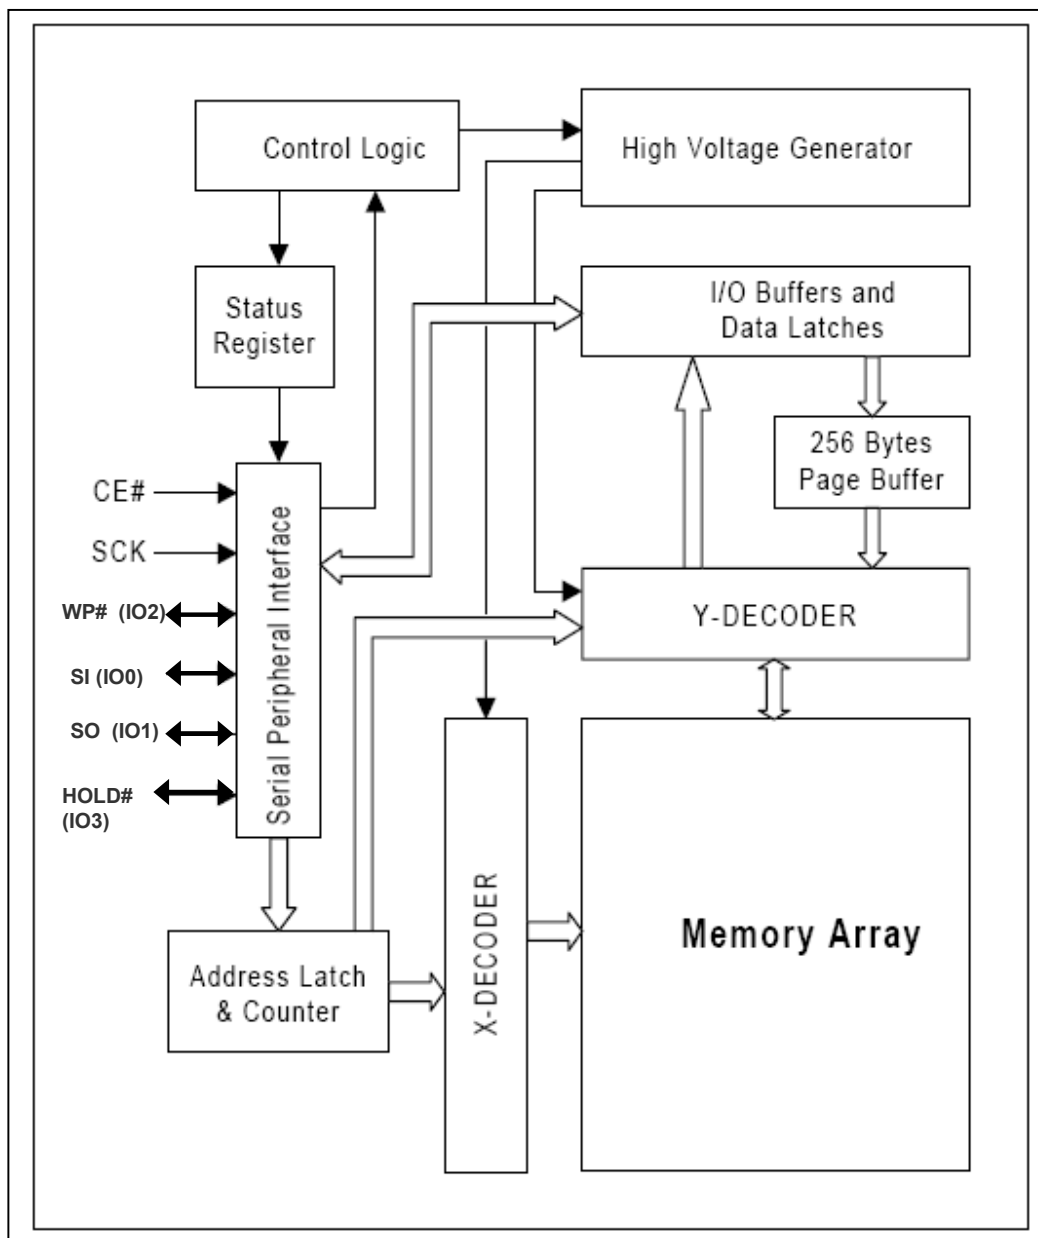 Control Logic
High Voltage Generator
Status
Register
I/O Buffers and
Data Latches
256 Bytes
Page Buffer
CE#
SCK
WP# (IO2)
SI (IO0)
SO (IO1)
HOLD#
(IO3)
Serial Peripheral Interface
Y-DECODER
Address Latch
& Counter
X-DECODER
Memory Array